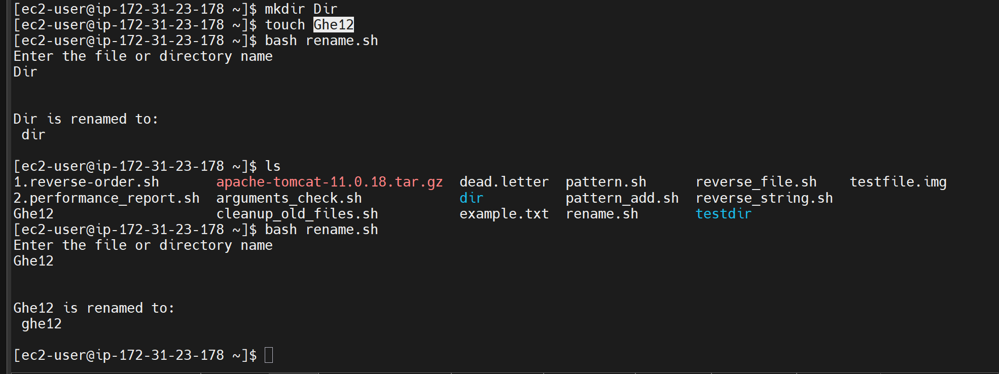 [ec2-user@ip-172-31-23-178 ~]$ mkdir Dir
[ec2-user@ip-172-31-23-178 ~]$ touch Ghe12
[ec2-user@ip-172-31-23-178 ~]$ bash rename.sh
Enter the file or directory name
Dir
Dir is renamed to:
 dir
[ec2-user@ip-172-31-23-178 ~]$ ls
1.reverse-order.sh       apache-tomcat-11.0.18.tar.gz  dead.letter  pattern.sh      reverse_file.sh    testfile.img
2.performance_report.sh  arguments_check.sh            dir          pattern_add.sh  reverse_string.sh
Ghe12                    cleanup_old_files.sh          example.txt  rename.sh       testdir
[ec2-user@ip-172-31-23-178 ~]$ bash rename.sh
Enter the file or directory name
Ghe12
Ghe12 is renamed to:
 ghe12
[ec2-user@ip-172-31-23-178 ~]$